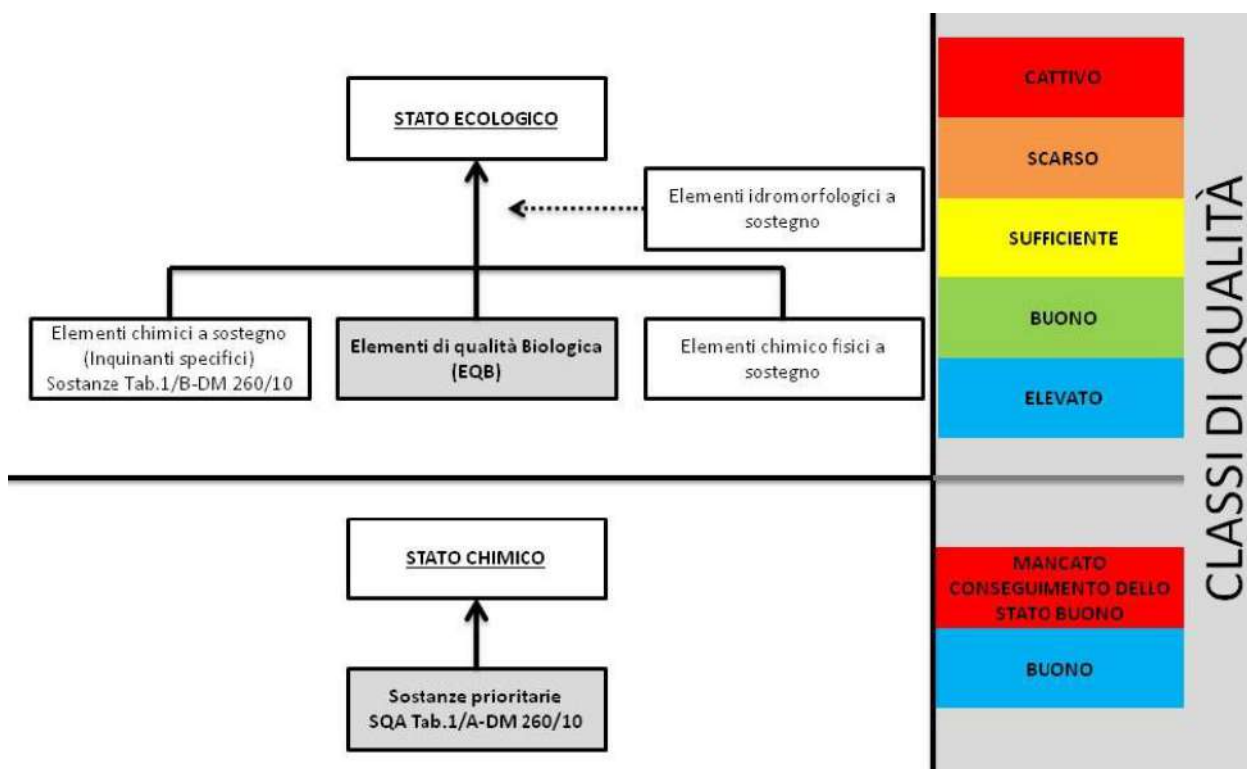 STATO ECOLOGICO
Elementi idromorfologici a
sostegno
Elementi chimici a sostegno
(Inquinanti specifici)
Sostanze Tab.1/B-DM 260/10
Elementi di qualità Biologica
(EQB)
Elementi chimico fisici a
sostegno
CATTIVO
SCARSO
SUFFICIENTE
BUONO
ELEVATO
STATO CHIMICO
Sostanze prioritarie
SQA Tab.1/A-DM 260/10
MANCATO
CONSEGUIMENTO DELLO
STATO BUONO
BUONO
CLASSI DI QUALITÀ